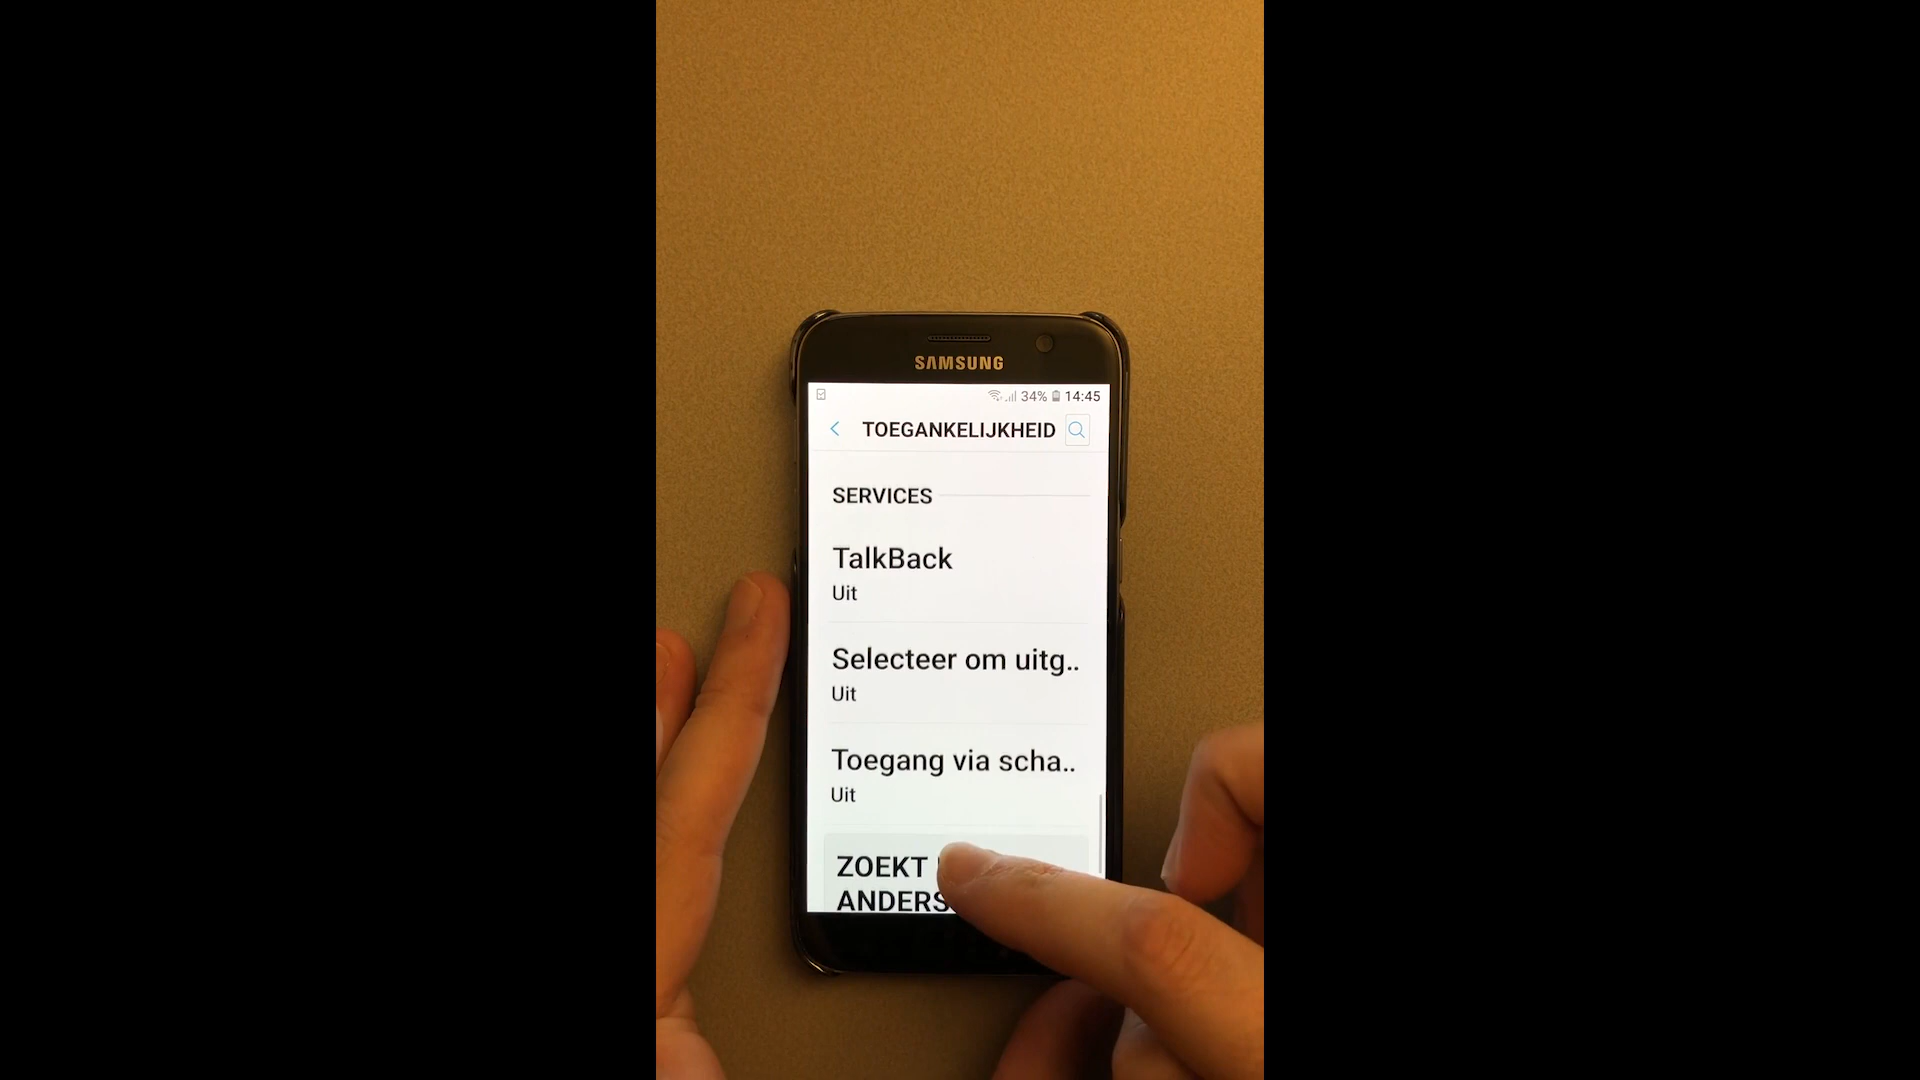 SAMSUNG
34% 14:45
TOEGANKELIJKHEID
SERVICES
TalkBack
Uit
Selecteer om uitg..
Uit
Toegang via scha..
Uit
ZOEKT
ANDERS